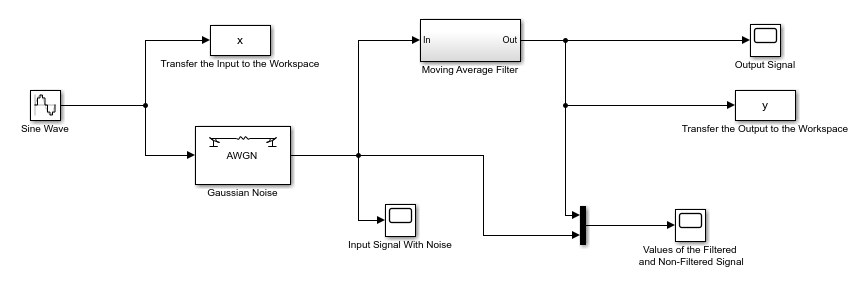 x
Transfer the Input to the Workspace
In Out
Moving Average Filter
Output Signal
Sine Wave
y
Transfer the Output to the Workspace
AWGN
Gaussian Noise
Input Signal With Noise
Values of the Filtered
and Non-Filtered Signal